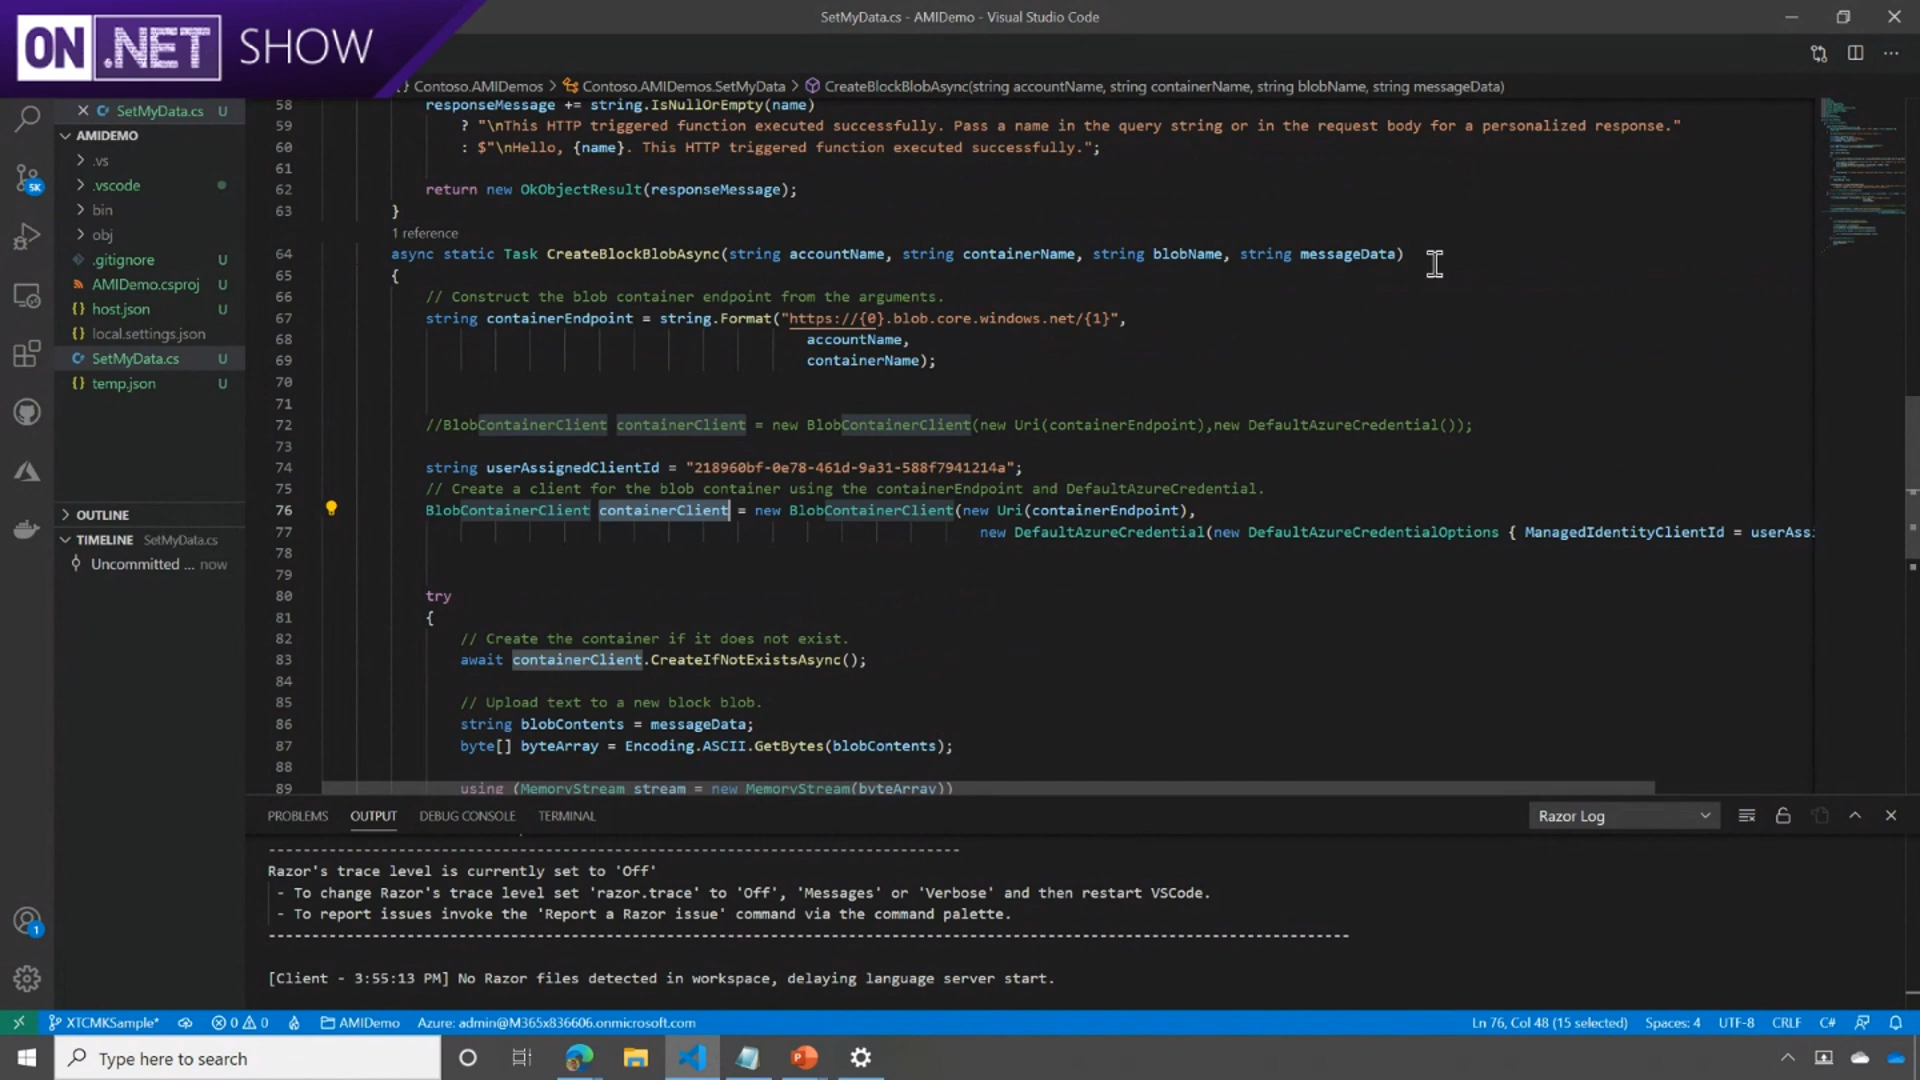 ON .NET SHOW
SetMyData.cs - AMIDemo - Visual Studio Code
Contoso.AMIDemos > Contoso.AMIDemos.SetMyData > CreateBlockBlobAsync(string accountName, string containerName, string blobName, string messageData)
SetMyData.cs U
AMIDEMO
.vs
.vscode
bin
obj
.gitignore U
AMIDemo.csproj U
{} host.json U
{} local.settings.json
SetMyData.cs U
{} temp.json U
OUTLINE
TIMELINE SetMyData.cs
Uncommitted ... now
5K
1
58 responseMessage += string.IsNullOrEmpty(name)
59 ? "\nThis HTTP triggered function executed successfully. Pass a name in the query string or in the request body for a personalized response."
60 : $"\nHello, {name}. This HTTP triggered function executed successfully.";
61
62 return new OkObjectResult(responseMessage);
63 }
1 reference
64 async static Task CreateBlockBlobAsync(string accountName, string containerName, string blobName, string messageData)
65 {
66 // Construct the blob container endpoint from the arguments.
67 string containerEndpoint = string.Format("https://{0}.blob.core.windows.net/{1}",
68 accountName,
69 containerName);
70
71
72 //BlobContainerClient containerClient = new BlobContainerClient(new Uri(containerEndpoint),new DefaultAzureCredential());
73
74 string userAssignedClientId = "218960bf-0e78-461d-9a31-588f7941214a";
75 // Create a client for the blob container using the containerEndpoint and DefaultAzureCredential.
76 BlobContainerClient containerClient = new BlobContainerClient(new Uri(containerEndpoint),
77 new DefaultAzureCredential(new DefaultAzureCredentialOptions { ManagedIdentityClientId = userAssi
78
79
80 try
81 {
82 // Create the container if it does not exist.
83 await containerClient.CreateIfNotExistsAsync();
84
85 // Upload text to a new block blob.
86 string blobContents = messageData;
87 byte[] byteArray = Encoding.ASCII.GetBytes(blobContents);
88
89 using (MemoryStream stream = new MemoryStream(byteArray))
PROBLEMS OUTPUT DEBUG CONSOLE TERMINAL Razor Log
------------------------------------------------------------------------------
Razor's trace level is currently set to 'Off'
- To change Razor's trace level set 'razor.trace' to 'Off', 'Messages' or 'Verbose' and then restart VSCode.
- To report issues invoke the 'Report a Razor issue' command via the command palette.
-----------------------------------------------------------------------------------------------------------------------------
[Client - 3:55:13 PM] No Razor files detected in workspace, delaying language server start.
XTCMKSample* 0 0 AMIDemo Azure: admin@M365x836606.onmicrosoft.com Ln 76, Col 48 (15 selected) Spaces: 4 UTF-8 CRLF C#
Type here to search